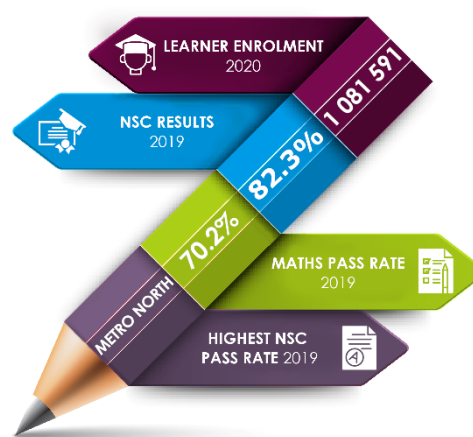 LEARNER ENROLMENT
2020
1 081 591
NSC RESULTS
2019
82.3%
70.2%
MATHS PASS RATE
2019
METRO NORTH
HIGHEST NSC
PASS RATE 2019